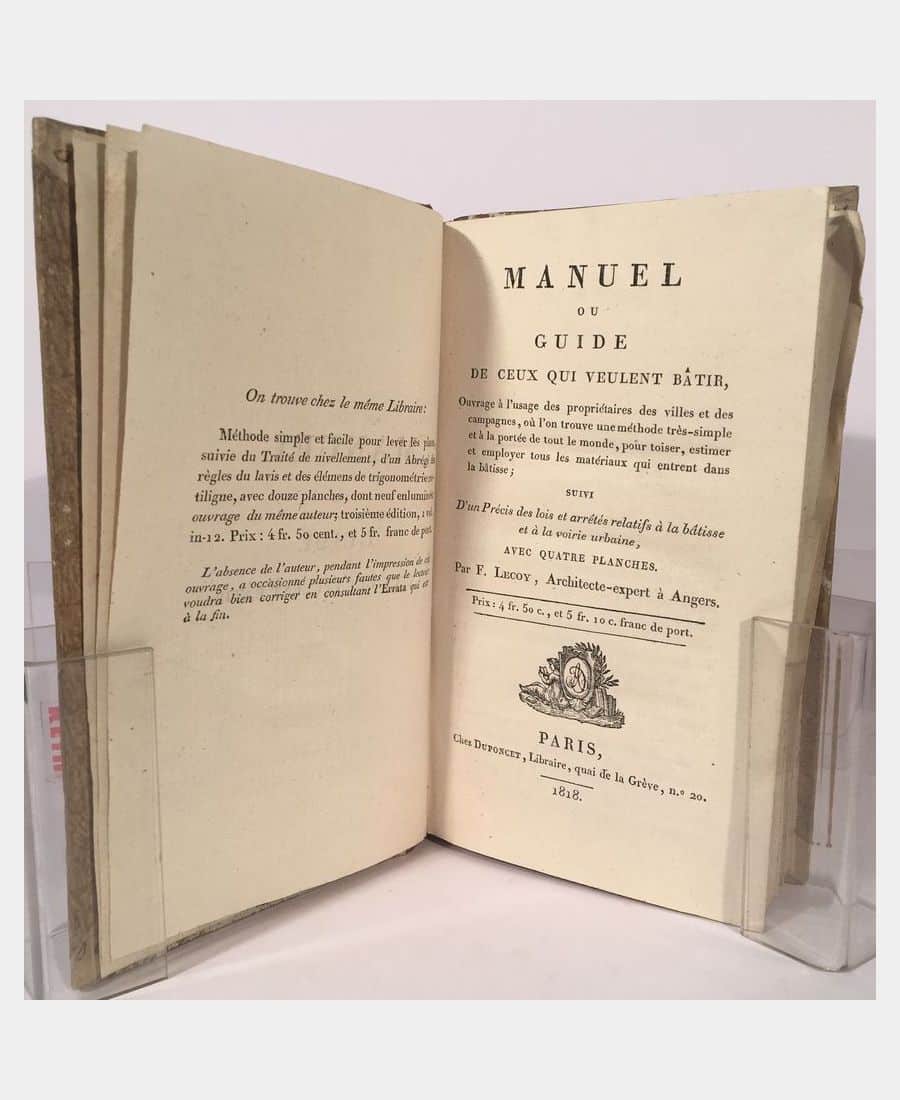 On trouve chez le même Libraire:
Méthode simple et facile pour lever les plans
suivie du Traité de nivellement, d'un Abrégé
règles du lavis et des élémens de trigonométrie
tiligne, avec douze planches, dont neuf enluminées
ouvrage du même auteur; troisième édition, 1 vol.
in-12. Prix : 4 fr. 50 cent., et 5 fr. franc de port.
L'absence de l'auteur, pendant l'impression de cet
ouvrage, a occasionné plusieurs fautes que le lecteur
voudra bien corriger en consultant l'Errata qui est
à la fin.
MANUEL
OU
GUIDE
DE CEUX QUI VEULENT BÂTIR,
Ouvrage à l'usage des propriétaires des villes et des
campagnes, où l'on trouve une méthode très-simple
et à la portée de tout le monde, pour toiser, estimer
et employer tous les matériaux qui entrent dans
la bâtisse;
SUIVI
D'un Précis des lois et arrêtés relatifs à la bâtisse
et à la voirie urbaine,
AVEC QUATRE PLANCHES.
Par F. LECOY, Architecte-expert à Angers.
Prix : 4 fr. 50 c., et 5 fr. 10 c. franc de port.
PARIS,
Chez DUPONCET, Libraire, quai de la Grève, n.º 20.
1818.